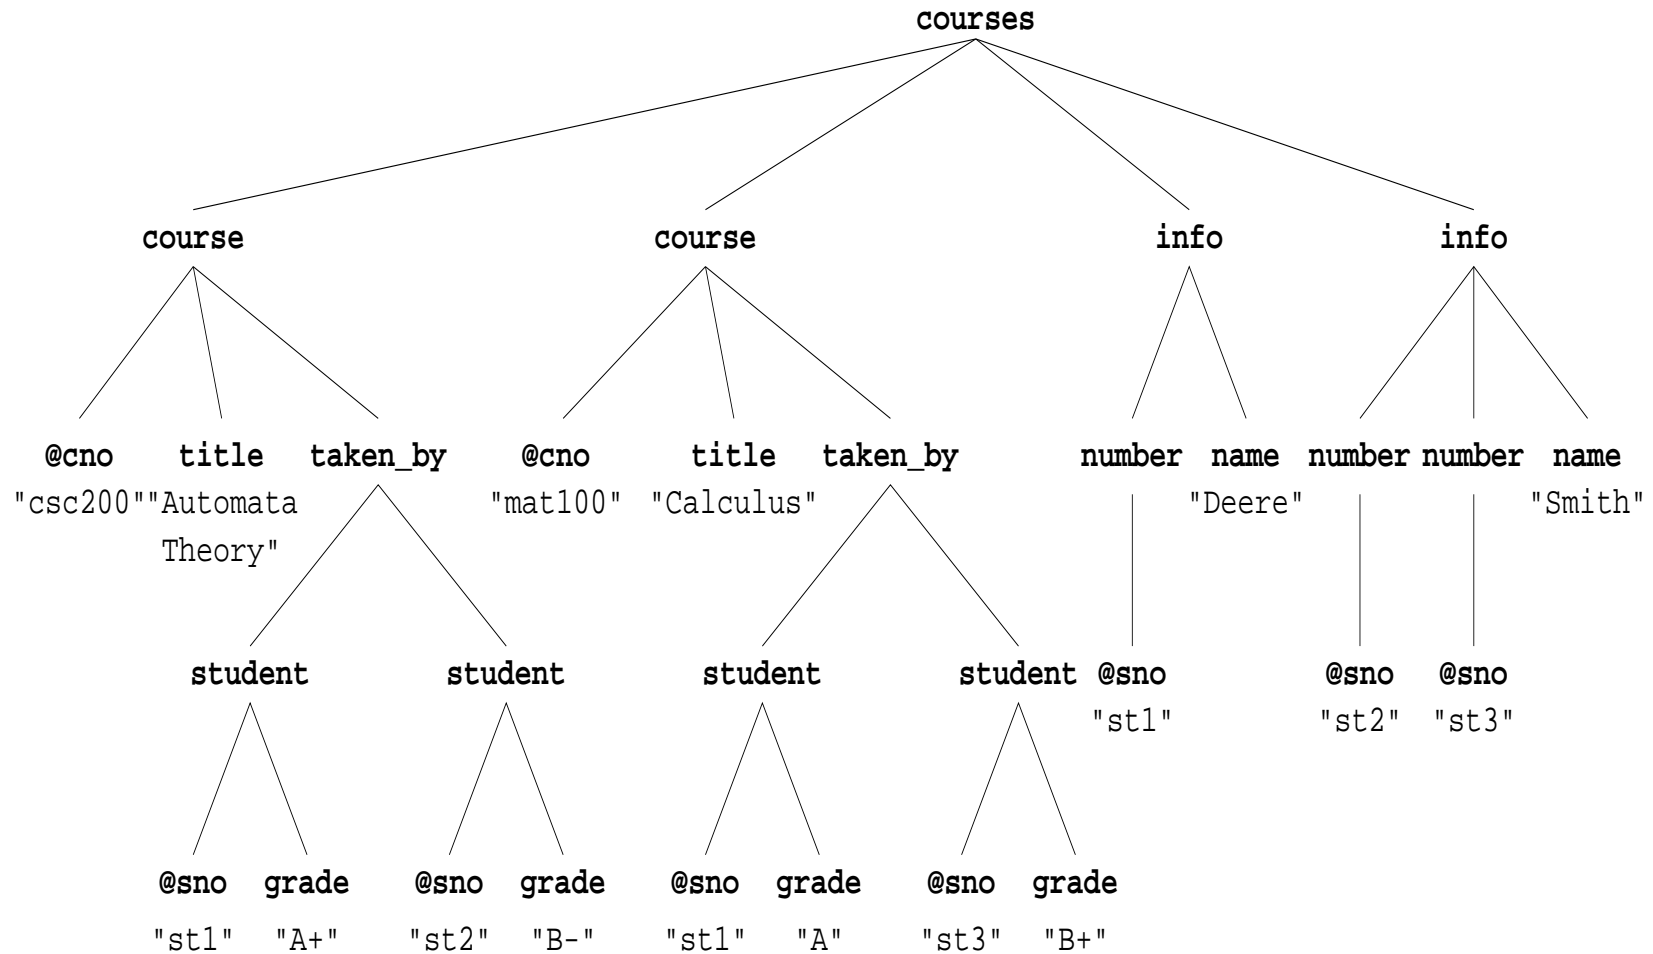 courses
course course info info
@cno title taken_by @cno title taken_by number name number number name
"csc200" "Automata "mat100" "Calculus" "Deere" "Smith"
Theory"
student student student student @sno @sno @sno
"st1" "st2" "st3"
@sno grade @sno grade @sno grade @sno grade
"st1" "A+" "st2" "B-" "st1" "A" "st3" "B+"